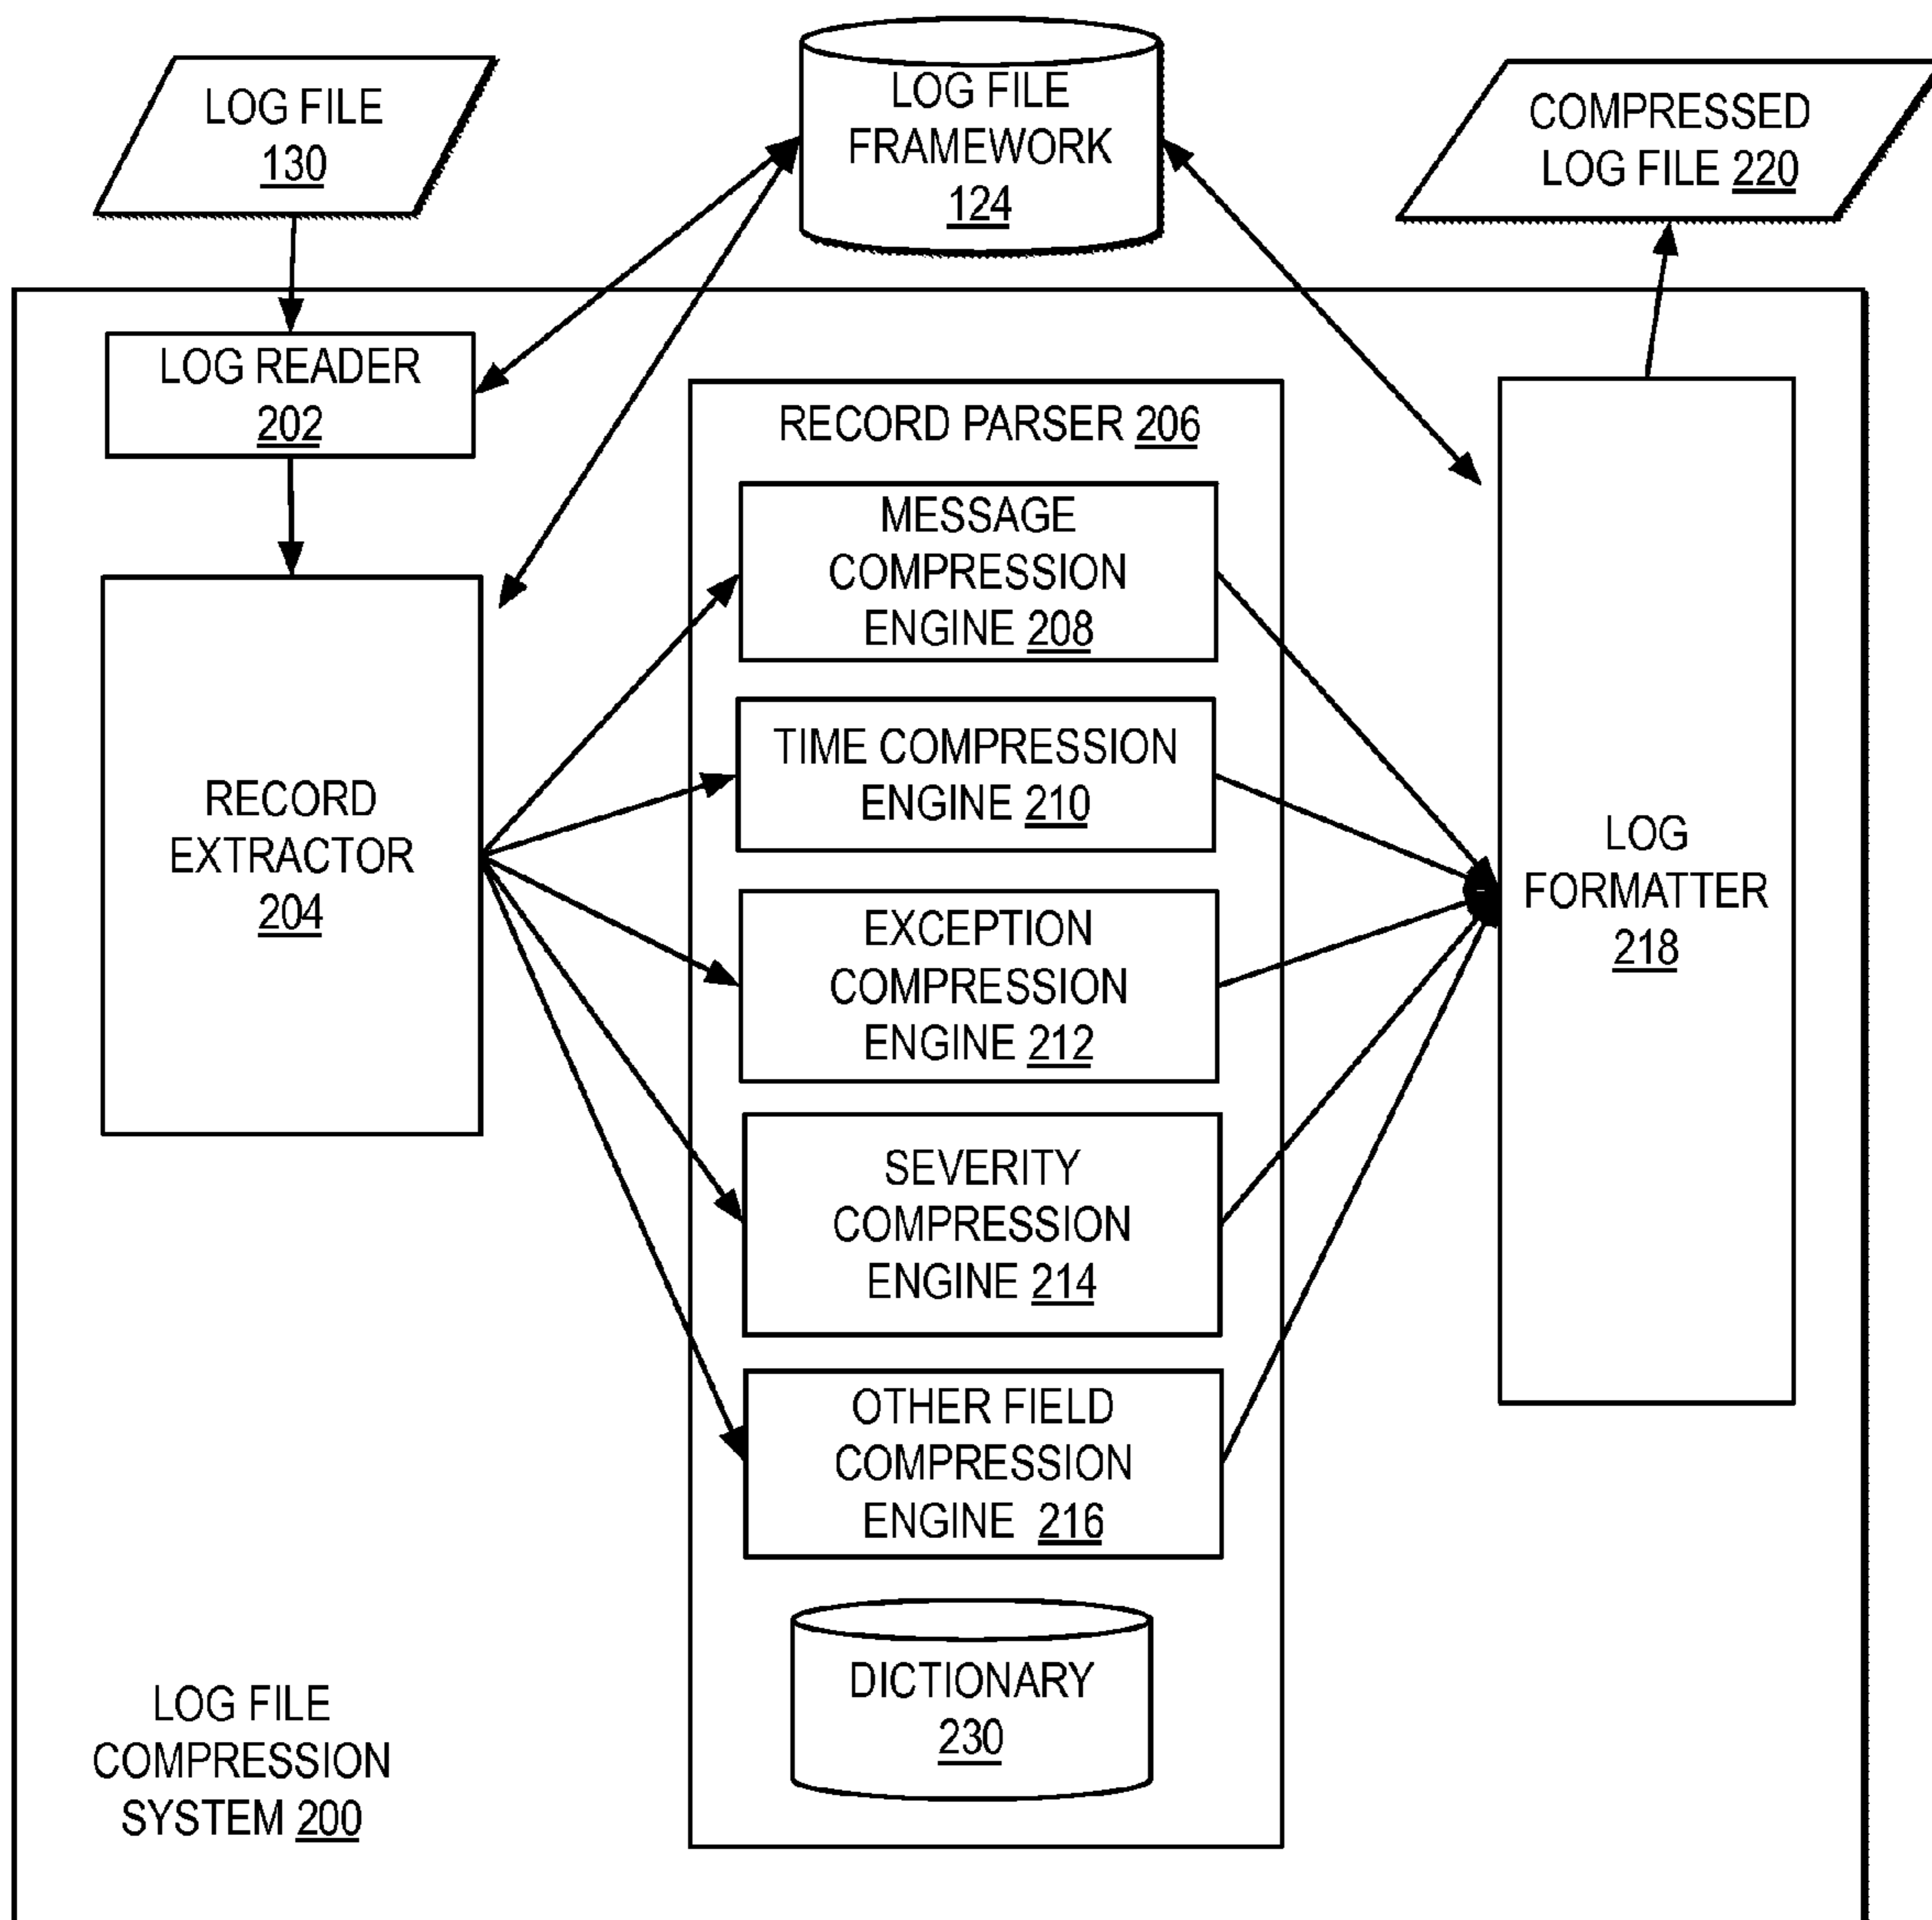 LOG FILE
130
LOG FILE
FRAMEWORK
124
COMPRESSED
LOG FILE 220
LOG READER
202
RECORD PARSER 206
MESSAGE
COMPRESSION
ENGINE 208
TIME COMPRESSION
ENGINE 210
RECORD
EXTRACTOR
204
EXCEPTION
COMPRESSION
ENGINE 212
LOG
FORMATTER
218
SEVERITY
COMPRESSION
ENGINE 214
OTHER FIELD
COMPRESSION
ENGINE 216
DICTIONARY
230
LOG FILE
COMPRESSION
SYSTEM 200